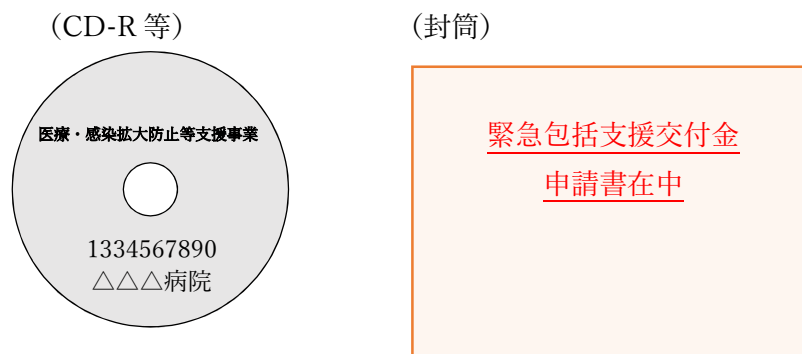 (CD-R 等)
医療・感染拡大防止等支援事業
1334567890
△△△病院
(封筒)
緊急包括支援交付金
申請書在中